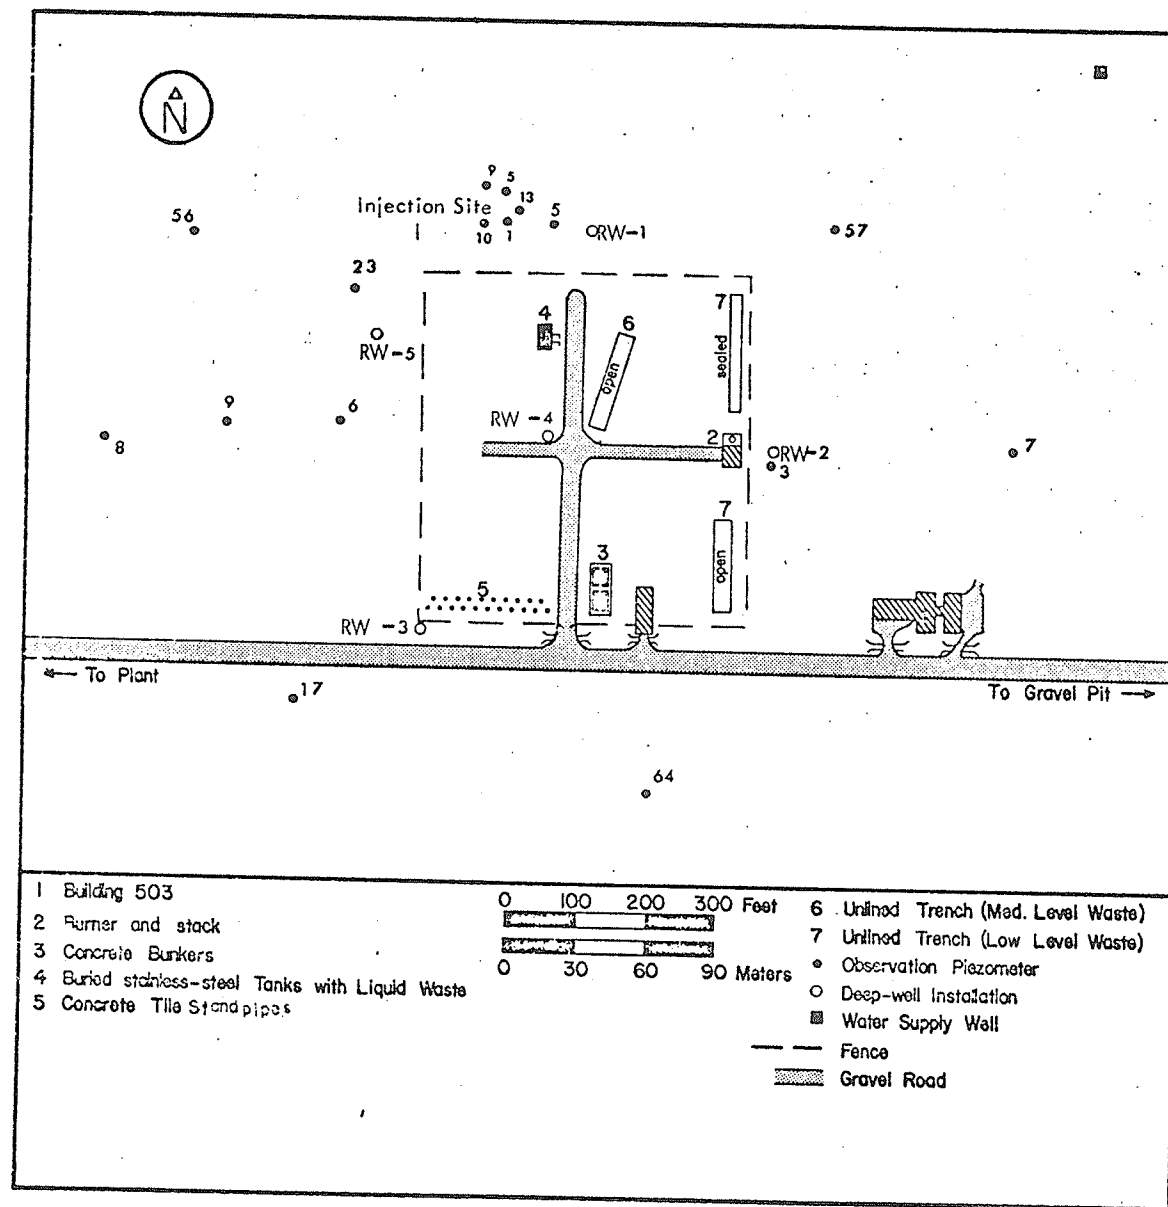 N
9
5
13
Injection Site
5
56
10
1
RW-1
57
23
4
6
7
open
sealed
RW-5
9
6
RW-4
2
RW-2
8
3
7
7
3
open
5
RW-3
← To Plant
To Gravel Pit →
17
64
1 Building 503
2 Burner and stack
3 Concrete Bunkers
4 Buried stainless-steel Tanks with Liquid Waste
5 Concrete Tile Standpipes
0 100 200 300 Feet
0 30 60 90 Meters
6 Unlined Trench (Med. Level Waste)
7 Unlined Trench (Low Level Waste)
Observation Piezometer
Deep-well Installation
Water Supply Well
Fence
Gravel Road